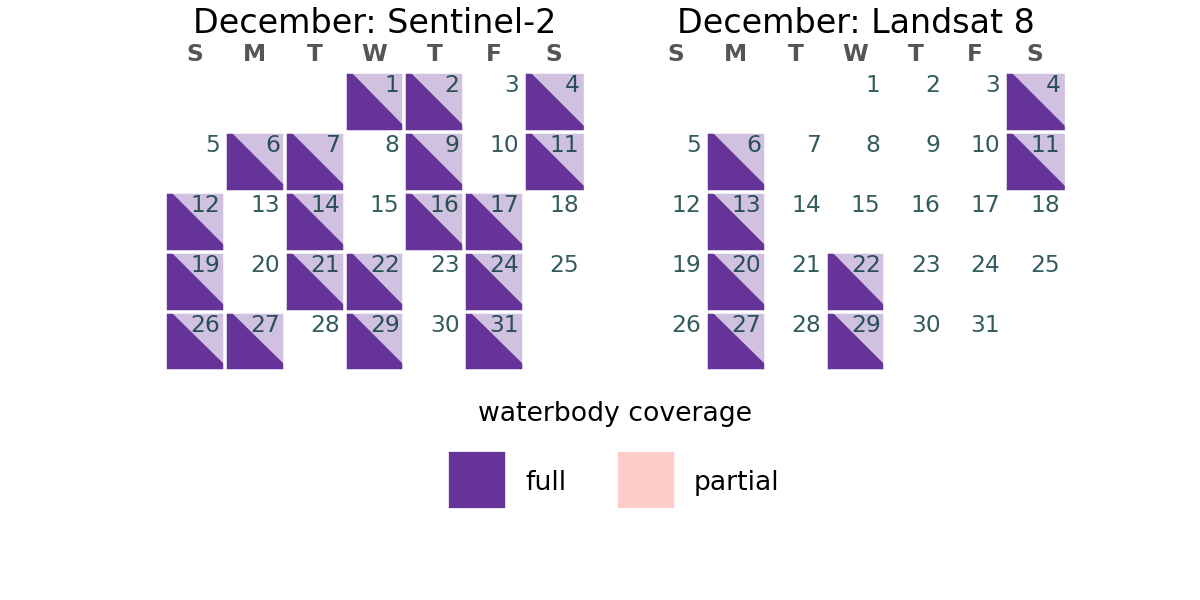 December: Sentinel-2
S M T W T F S
1 2 3 4
5 6 7 8 9 10 11
12 13 14 15 16 17 18
19 20 21 22 23 24 25
26 27 28 29 30 31
December: Landsat 8
S M T W T F S
1 2 3 4
5 6 7 8 9 10 11
12 13 14 15 16 17 18
19 20 21 22 23 24 25
26 27 28 29 30 31
waterbody coverage
full partial